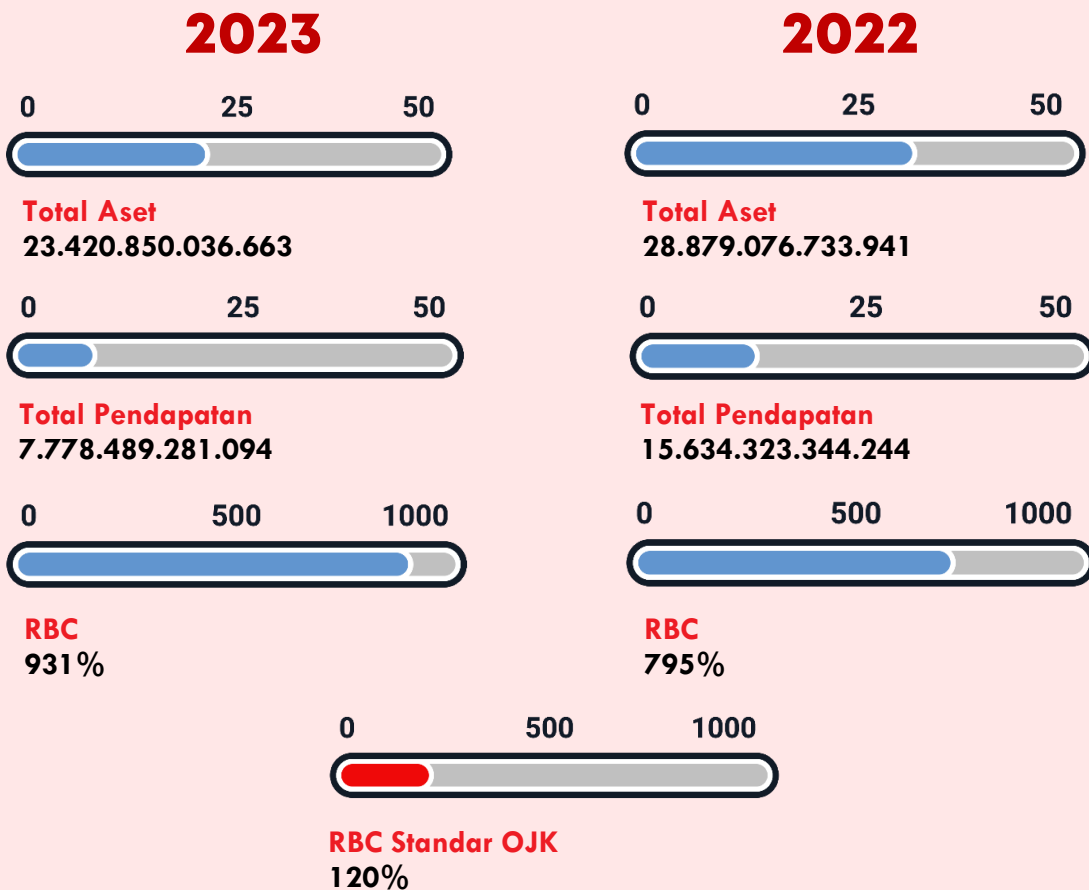 2023
0 25 50
Total Aset
23.420.850.036.663
0 25 50
Total Pendapatan
7.778.489.281.094
0 500 1000
RBC
931%
2022
0 25 50
Total Aset
28.879.076.733.941
0 25 50
Total Pendapatan
15.634.323.344.244
0 500 1000
RBC
795%
0 500 1000
RBC Standar OJK
120%